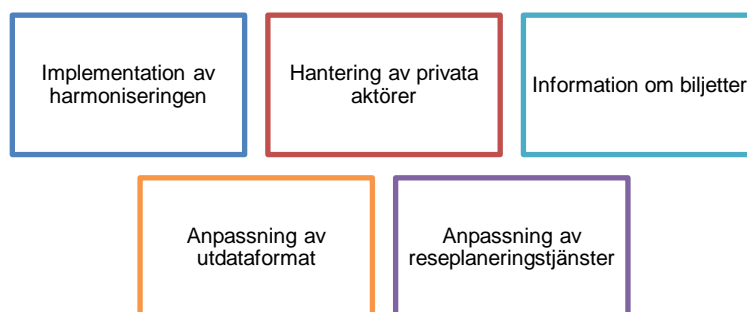 Implementation av
harmoniseringen
Hantering av privata
aktörer
Information om biljetter
Anpassning av
utdataformat
Anpassning av
reseplaneringstjänster